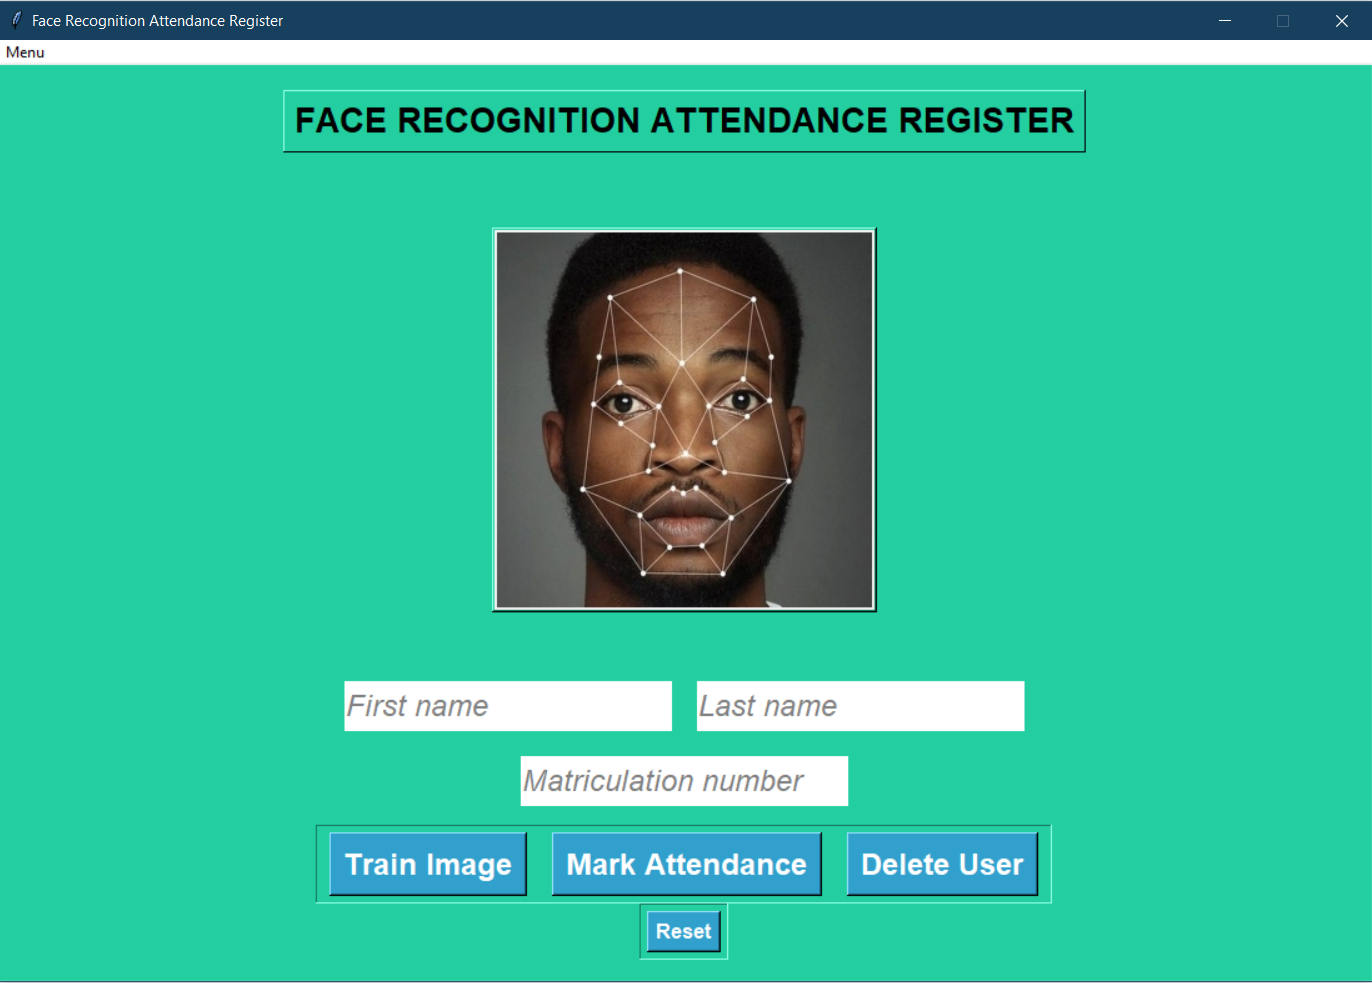 Face Recognition Attendance Register
Menu
FACE RECOGNITION ATTENDANCE REGISTER
First name Last name
Matriculation number
Train Image Mark Attendance Delete User
Reset